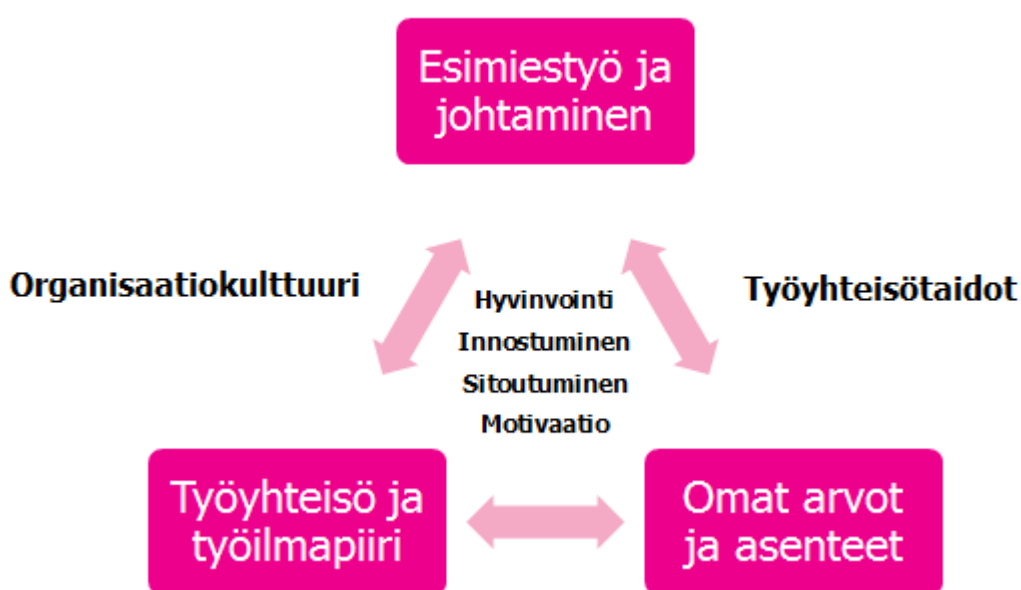 Esimiestyö ja
johtaminen
Organisaatiokulttuuri
Työyhteisötaidot
Hyvinvointi
Innostuminen
Sitoutuminen
Motivaatio
Työyhteisö ja
työilmapiiri
Omat arvot
ja asenteet